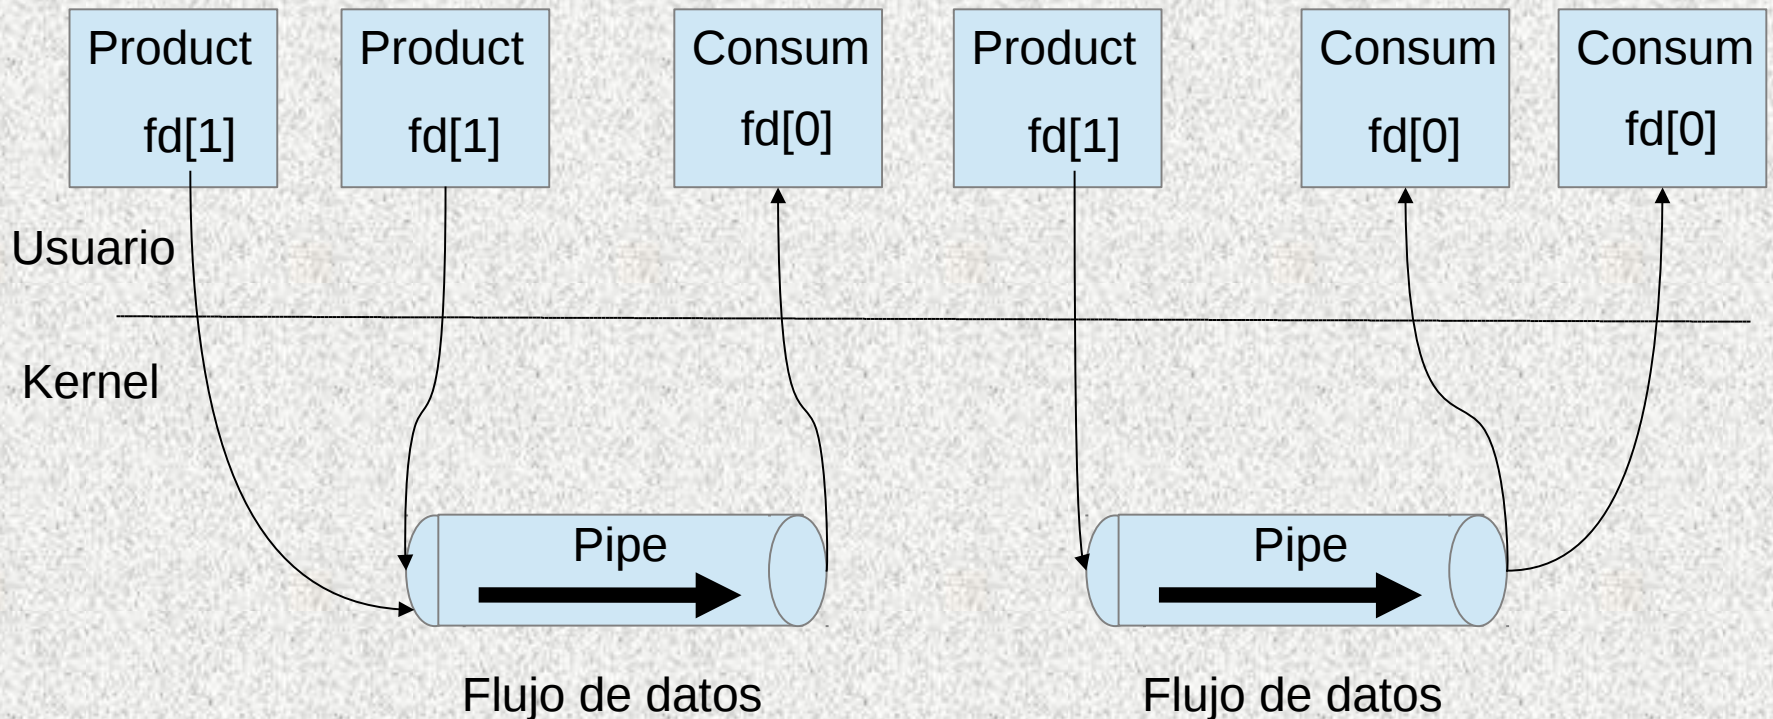 Product
fd[1]
Product
fd[1]
Consum
fd[0]
Product
fd[1]
Consum
fd[0]
Consum
fd[0]
Usuario
Kernel
Pipe
Pipe
Flujo de datos
Flujo de datos